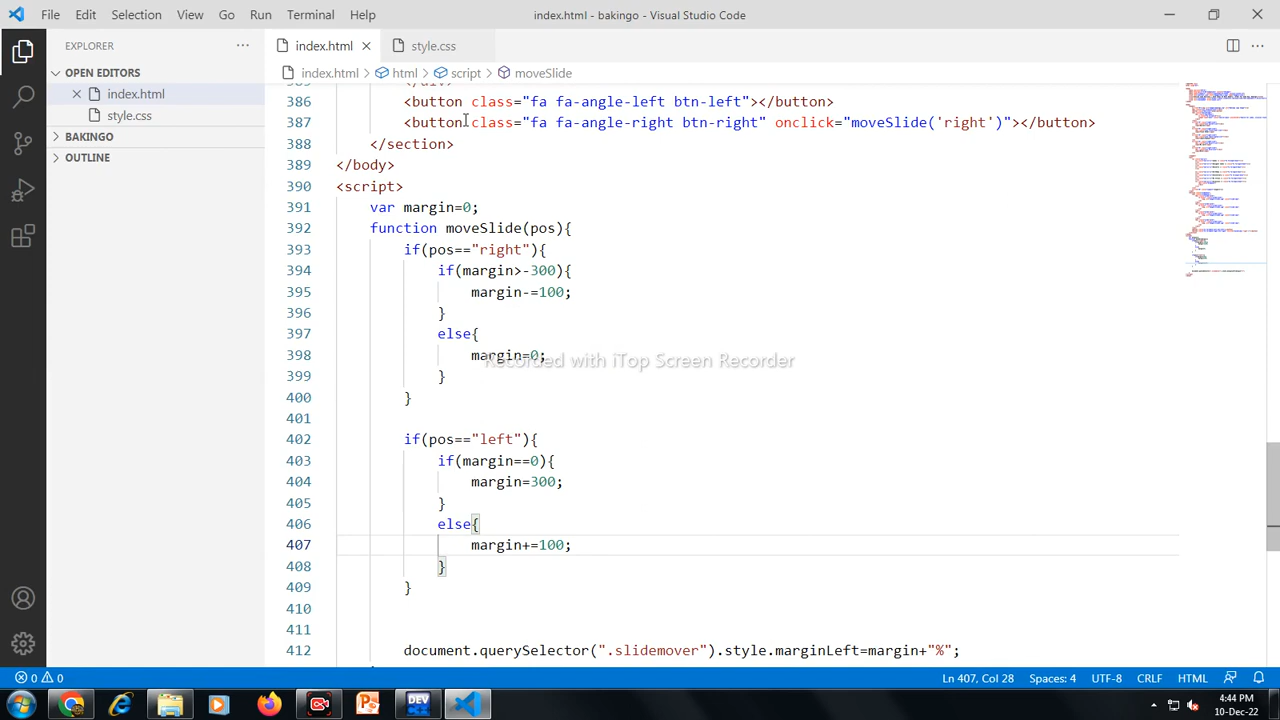 File Edit Selection View Go Run Terminal Help
index.html - bakingo - Visual Studio Code
EXPLORER
OPEN EDITORS
index.html
style.css
BAKINGO
OUTLINE
index.html
style.css
index.html > html > script > moveSlide
386 <button class="fa fa-angle-left btn-left"></button>
387 <button class="fa fa-angle-right btn-right" onclick="moveSlide('right')"></button>
388 </section>
389 </body>
390 <script>
391 var margin=0;
392 function moveSlide(pos){
393 if(pos=="right"){
394 if(margin>-300){
395 margin-=100;
396 }
397 else{
398 margin=0;
399 }
400 }
401
402 if(pos=="left"){
403 if(margin==0){
404 margin=300;
405 }
406 else{
407 margin+=100;
408 }
409 }
410
411
412 document.querySelector(".slidemover").style.marginLeft=margin+"%";
Recorded with iTop Screen Recorder
0 0
Ln 407, Col 28 Spaces: 4 UTF-8 CRLF HTML
DEV
4:44 PM
10-Dec-22